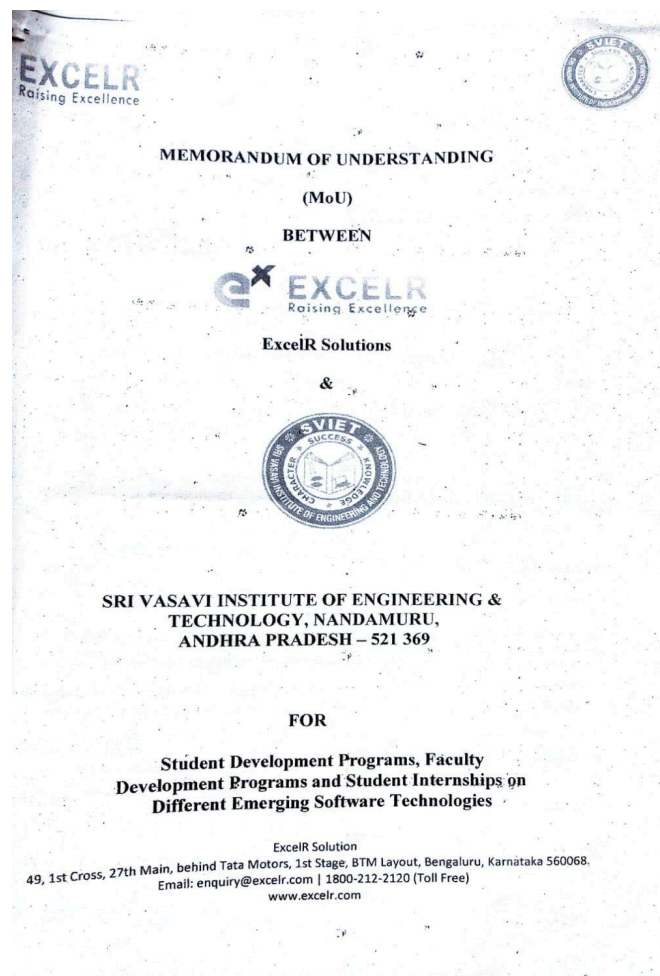 EXCELR
Raising Excellence
SVIET
MEMORANDUM OF UNDERSTANDING
(MoU)
BETWEEN
ex EXCELR
Raising Excellence
ExcelR Solutions
&
SVIET
SUCCESS
CHARACTER
KNOWLEDGE
SRI VASAVI INSTITUTE OF ENGINEERING AND TECHNOLOGY
SRI VASAVI INSTITUTE OF ENGINEERING &
TECHNOLOGY, NANDAMURU,
ANDHRA PRADESH – 521 369
FOR
Student Development Programs, Faculty
Development Programs and Student Internships on
Different Emerging Software Technologies
ExcelR Solution
49, 1st Cross, 27th Main, behind Tata Motors, 1st Stage, BTM Layout, Bengaluru, Karnataka 560068.
Email: enquiry@excelr.com | 1800-212-2120 (Toll Free)
www.excelr.com